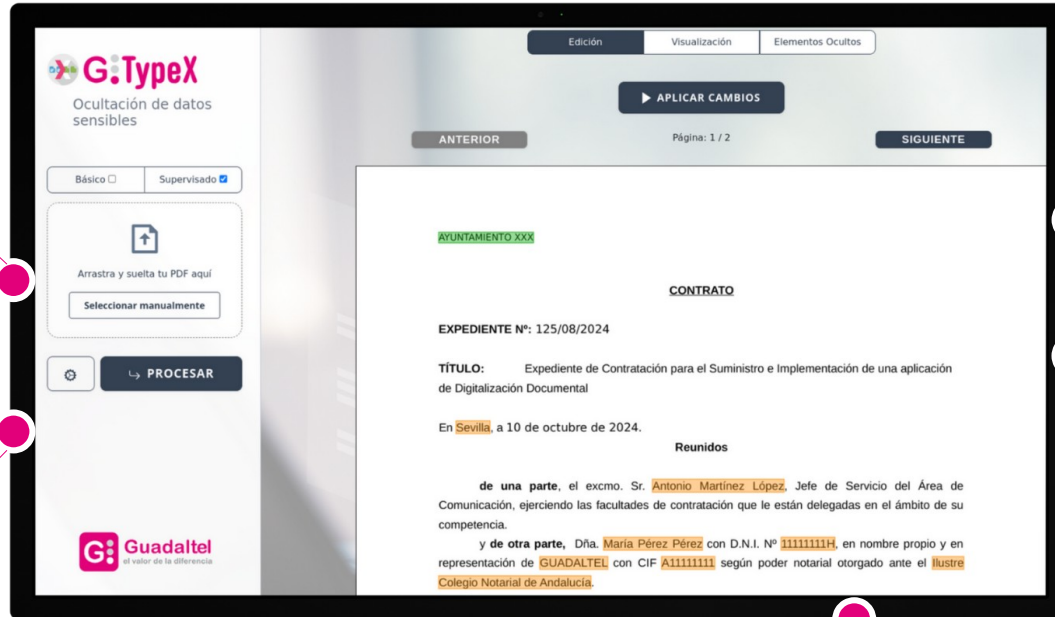 G:TypeX
Ocultación de datos
sensibles
Básico
Supervisado
Arrastra y suelta tu PDF aquí
Seleccionar manualmente
PROCESAR
Guadaltel
el valor de la diferencia
Edición
Visualización
Elementos Ocultos
APLICAR CAMBIOS
ANTERIOR
Página: 1 / 2
SIGUIENTE
AYUNTAMIENTO XXX
CONTRATO
EXPEDIENTE Nº: 125/08/2024
TÍTULO: Expediente de Contratación para el Suministro e Implementación de una aplicación
de Digitalización Documental
En Sevilla, a 10 de octubre de 2024.
Reunidos
de una parte, el excmo. Sr. Antonio Martínez López, Jefe de Servicio del Área de
Comunicación, ejerciendo las facultades de contratación que le están delegadas en el ámbito de su
competencia.
y de otra parte, Dña. María Pérez Pérez con D.N.I. Nº 11111111H, en nombre propio y en
representación de GUADALTEL con CIF A11111111 según poder notarial otorgado ante el Ilustre
Colegio Notarial de Andalucía.